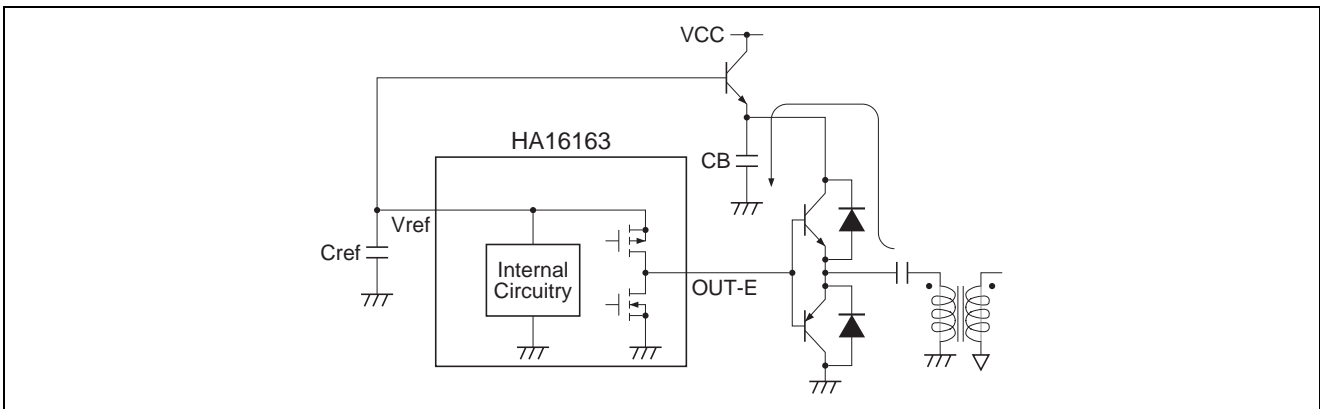 VCC
HA16163
CB
Vref
Cref
Internal
Circuitry
OUT-E